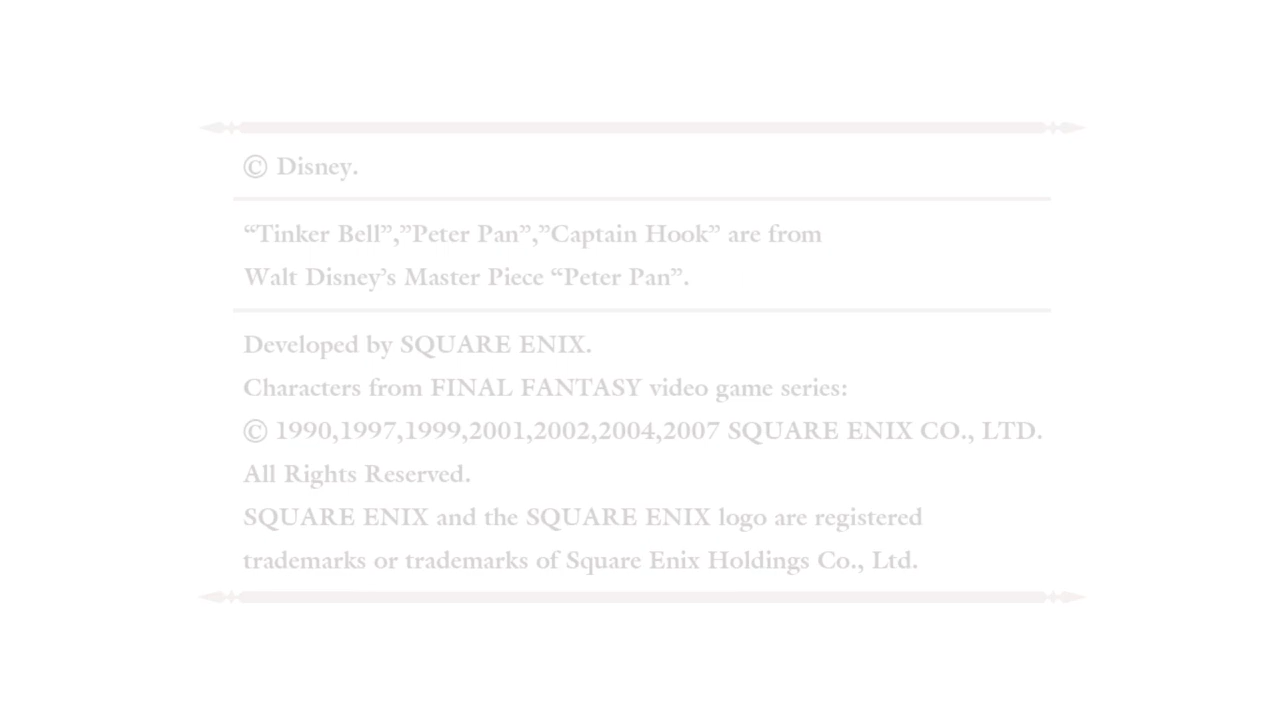 © Disney.
“Tinker Bell”,”Peter Pan”,”Captain Hook” are from
Walt Disney’s Master Piece “Peter Pan”.
Developed by SQUARE ENIX.
Characters from FINAL FANTASY video game series:
© 1990,1997,1999,2001,2002,2004,2007 SQUARE ENIX CO., LTD.
All Rights Reserved.
SQUARE ENIX and the SQUARE ENIX logo are registered
trademarks or trademarks of Square Enix Holdings Co., Ltd.